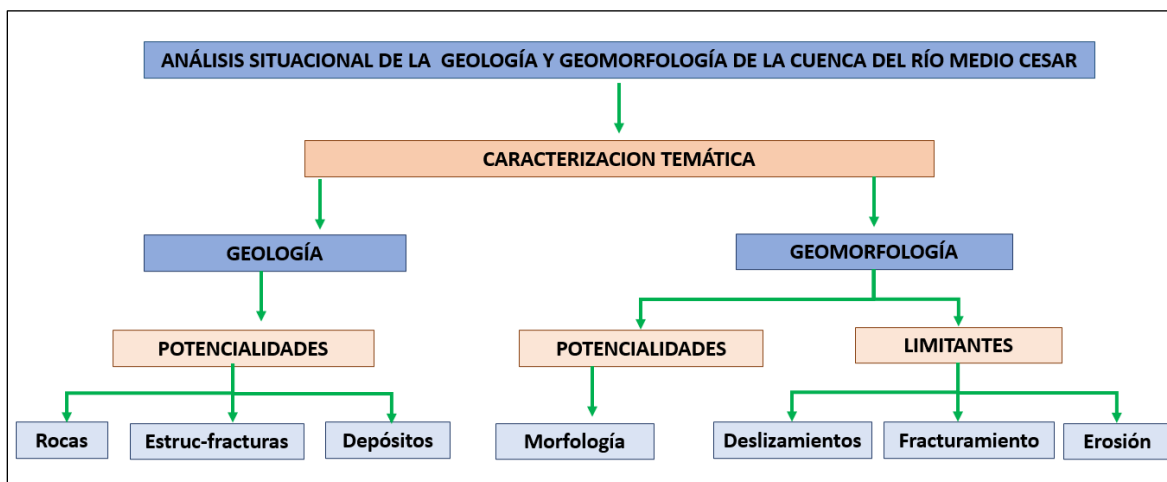 ANÁLISIS SITUACIONAL DE LA GEOLOGÍA Y GEOMORFOLOGÍA DE LA CUENCA DEL RÍO MEDIO CESAR
CARACTERIZACION TEMÁTICA
GEOLOGÍA
GEOMORFOLOGÍA
POTENCIALIDADES
POTENCIALIDADES
LIMITANTES
Rocas
Estruc-fracturas
Depósitos
Morfología
Deslizamientos
Fracturamiento
Erosión